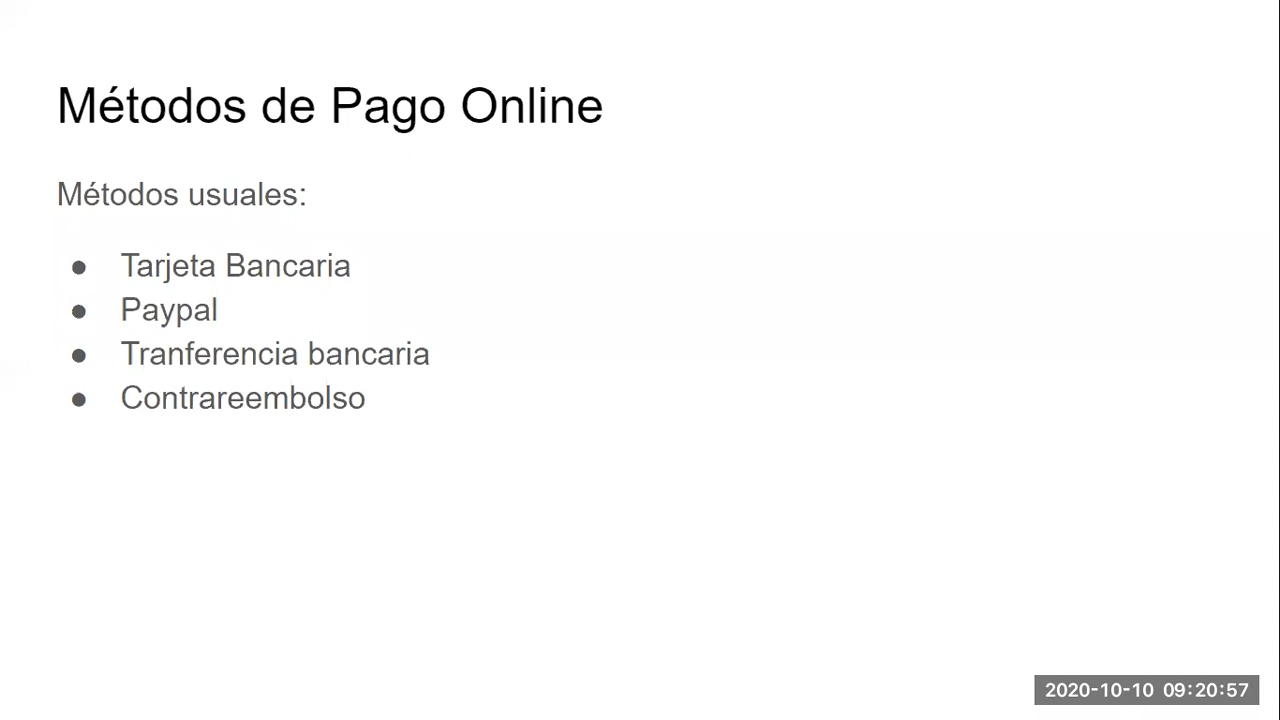 Métodos de Pago Online
Métodos usuales:
● Tarjeta Bancaria
● Paypal
● Tranferencia bancaria
● Contrareembolso
2020-10-10 09:20:57